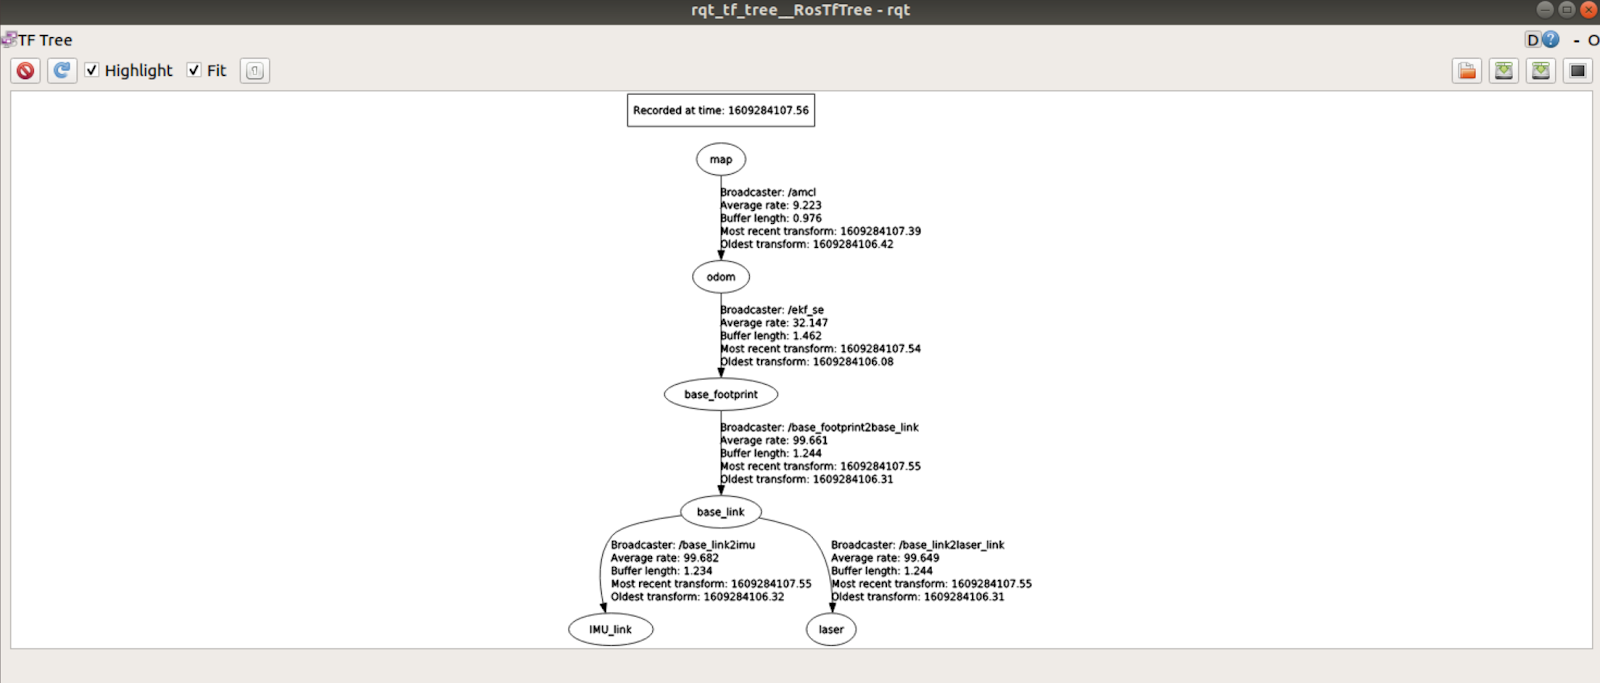 rqt_tf_tree__RosTfTree - rqt
TF Tree
D ? - O
Highlight Fit
Recorded at time: 1609284107.56
map
Broadcaster: /amcl
Average rate: 9.223
Buffer length: 0.976
Most recent transform: 1609284107.39
Oldest transform: 1609284106.42
odom
Broadcaster: /ekf_se
Average rate: 32.147
Buffer length: 1.462
Most recent transform: 1609284107.54
Oldest transform: 1609284106.08
base_footprint
Broadcaster: /base_footprint2base_link
Average rate: 99.661
Buffer length: 1.244
Most recent transform: 1609284107.55
Oldest transform: 1609284106.31
base_link
Broadcaster: /base_link2imu
Average rate: 99.682
Buffer length: 1.234
Most recent transform: 1609284107.55
Oldest transform: 1609284106.32
Broadcaster: /base_link2laser_link
Average rate: 99.649
Buffer length: 1.244
Most recent transform: 1609284107.55
Oldest transform: 1609284106.31
IMU_link
laser